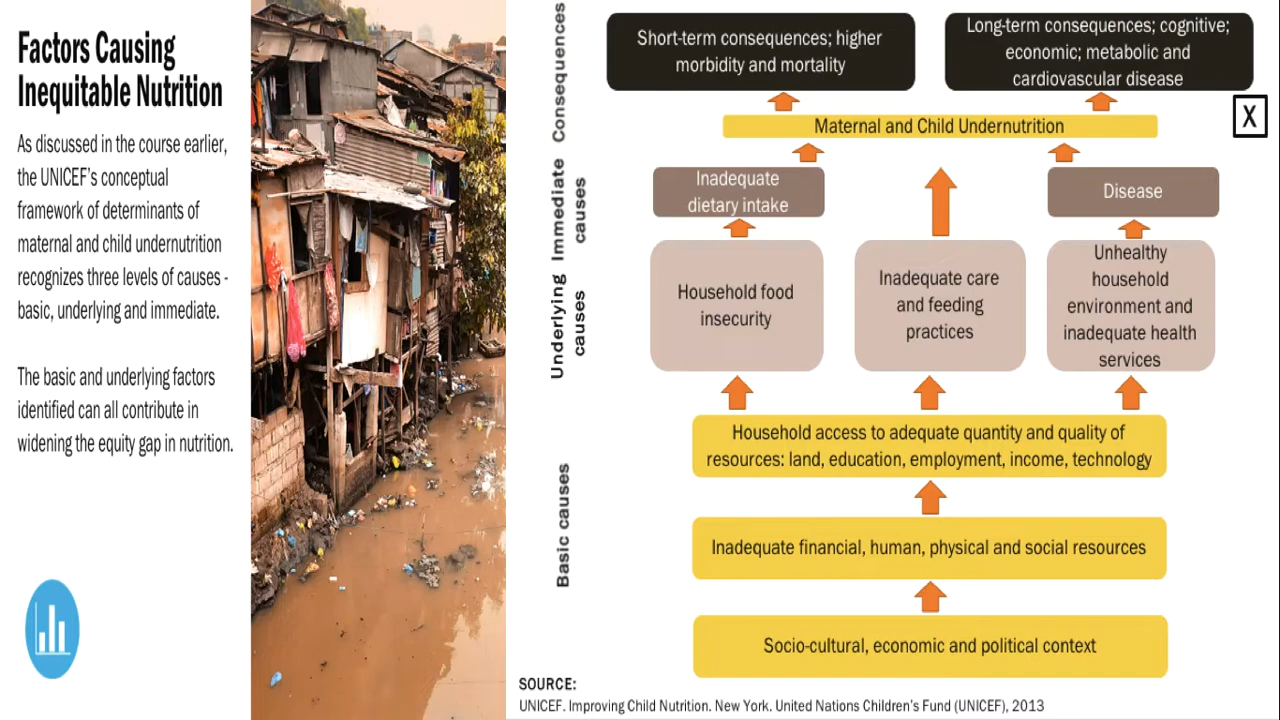 Factors Causing
Inequitable Nutrition
As discussed in the course earlier,
the UNICEF's conceptual
framework of determinants of
maternal and child undernutrition
recognizes three levels of causes -
basic, underlying and immediate.
The basic and underlying factors
identified can all contribute in
widening the equity gap in nutrition.
Consequences
Short-term consequences; higher
morbidity and mortality
Long-term consequences; cognitive;
economic; metabolic and
cardiovascular disease
X
Maternal and Child Undernutrition
Immediate
causes
Inadequate
dietary intake
Disease
Underlying
causes
Household food
insecurity
Inadequate care
and feeding
practices
Unhealthy
household
environment and
inadequate health
services
Basic causes
Household access to adequate quantity and quality of
resources: land, education, employment, income, technology
Inadequate financial, human, physical and social resources
Socio-cultural, economic and political context
SOURCE:
UNICEF. Improving Child Nutrition. New York. United Nations Children's Fund (UNICEF), 2013